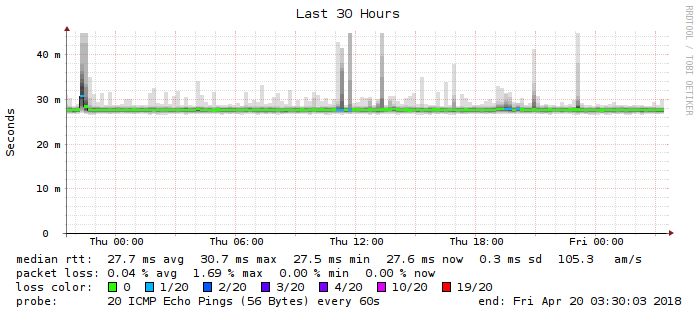 Last 30 Hours
RRDTOOL / TOBI OETIKER
Seconds
40 m
30 m
20 m
10 m
0
Thu 00:00 Thu 06:00 Thu 12:00 Thu 18:00 Fri 00:00
median rtt: 27.7 ms avg 30.7 ms max 27.5 ms min 27.6 ms now 0.3 ms sd 105.3 am/s
packet loss: 0.04 % avg 1.69 % max 0.00 % min 0.00 % now
loss color: 0 1/20 2/20 3/20 4/20 10/20 19/20
probe: 20 ICMP Echo Pings (56 Bytes) every 60s end: Fri Apr 20 03:30:03 2018